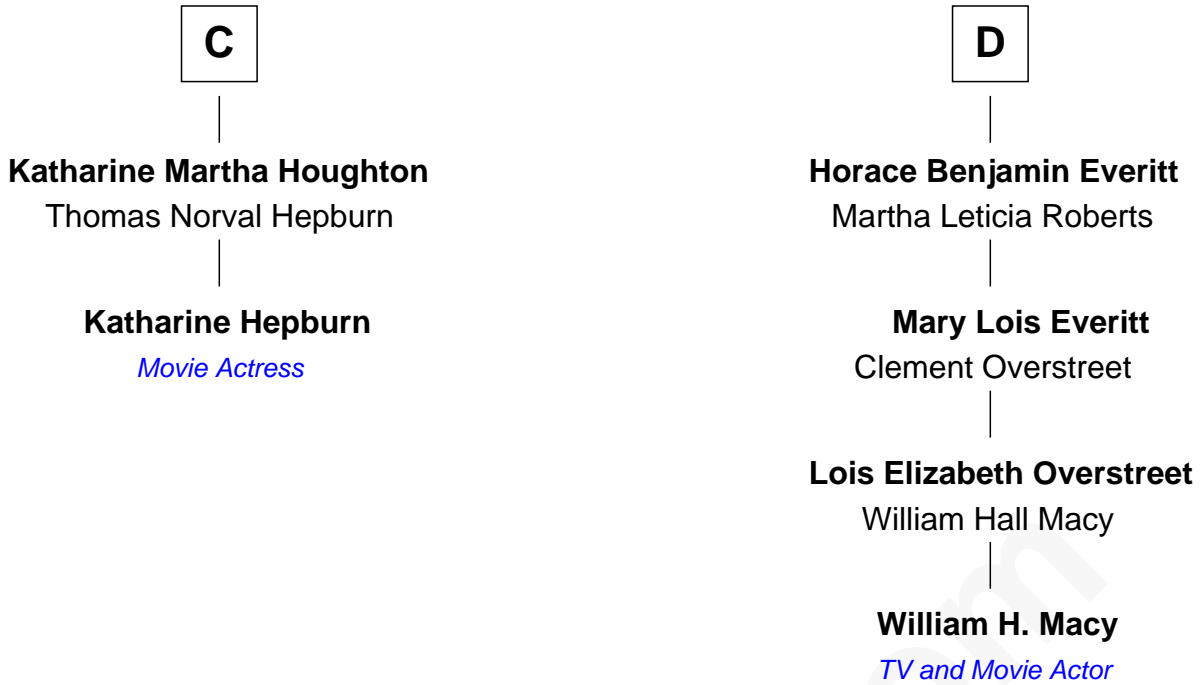 C
Katharine Martha Houghton
Thomas Norval Hepburn
Katharine Hepburn
Movie Actress
D
Horace Benjamin Everitt
Martha Leticia Roberts
Mary Lois Everitt
Clement Overstreet
Lois Elizabeth Overstreet
William Hall Macy
William H. Macy
TV and Movie Actor